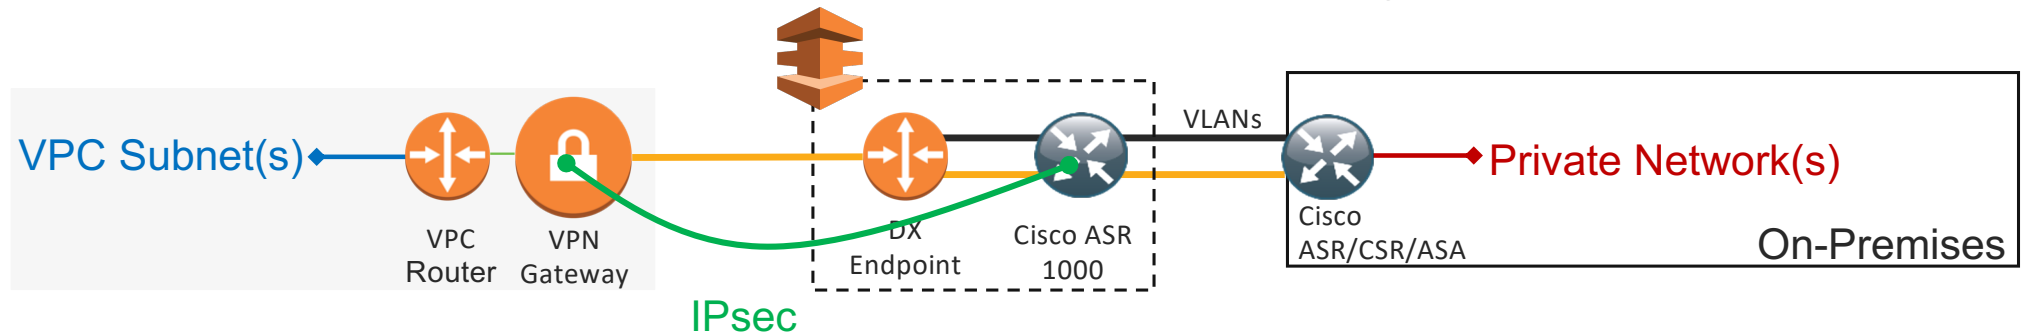 VLANs
VPC Subnet(s)
Private Network(s)
VPC
Router
VPN
Gateway
DX
Endpoint
Cisco ASR
1000
Cisco
ASR/CSR/ASA
On-Premises
IPsec